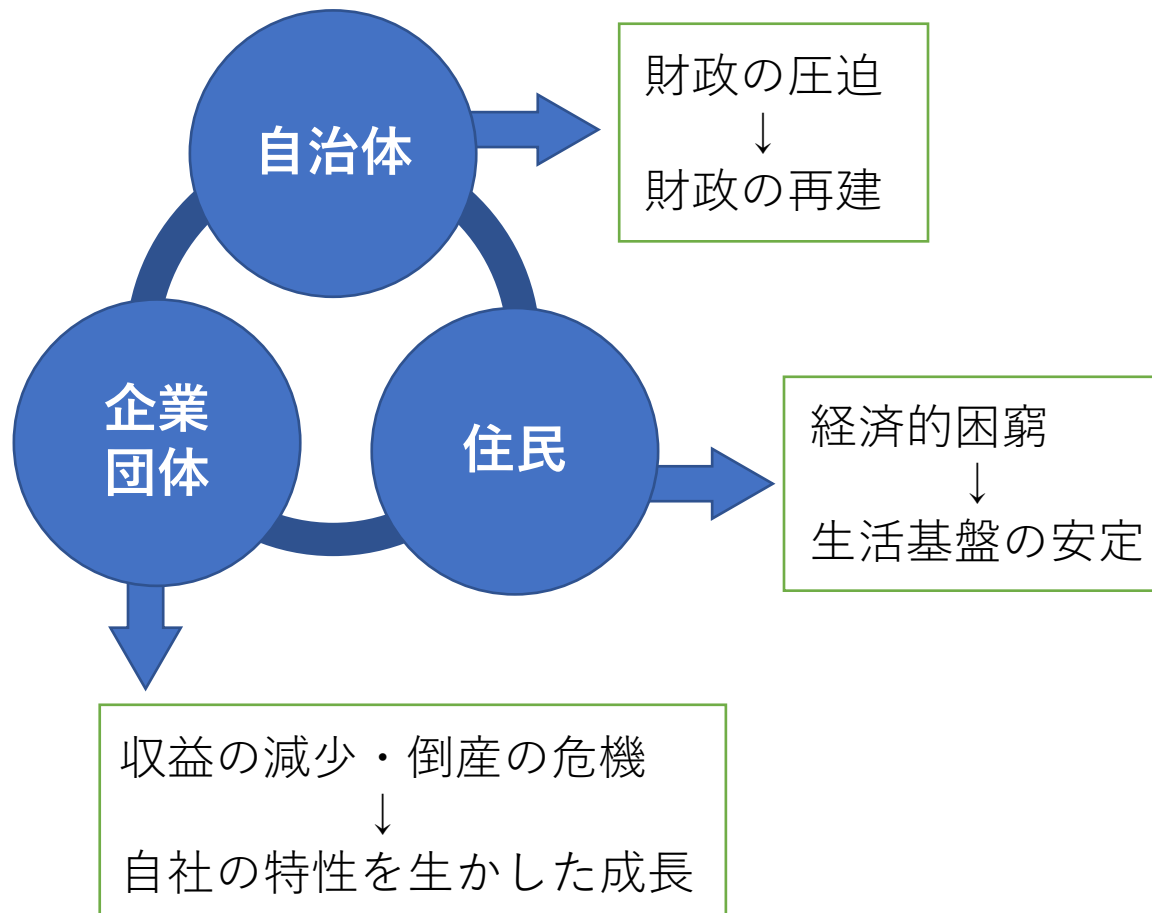 自治体
財政の圧迫
↓
財政の再建
企業
団体
住民
経済的困窮
↓
生活基盤の安定
収益の減少・倒産の危機
↓
自社の特性を生かした成長